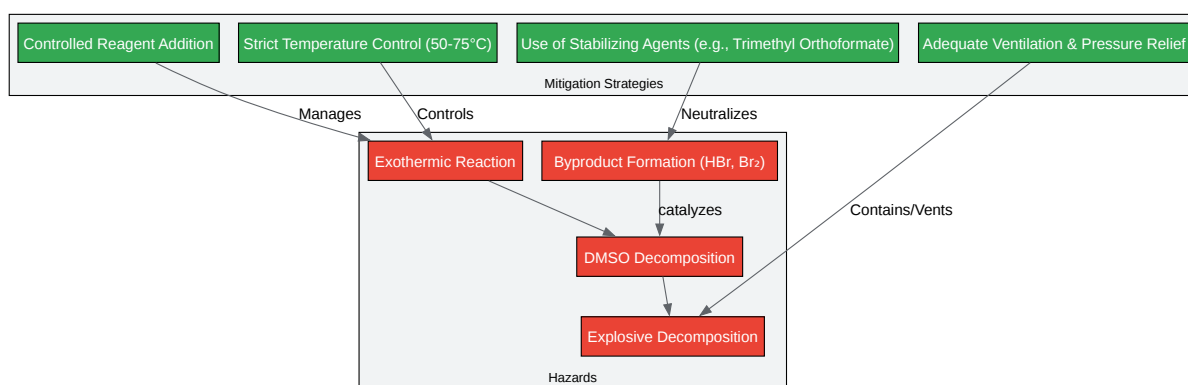 Controlled Reagent Addition
Strict Temperature Control (50-75°C)
Use of Stabilizing Agents (e.g., Trimethyl Orthoformate)
Adequate Ventilation & Pressure Relief
Mitigation Strategies
Manages
Controls
Neutralizes
Exothermic Reaction
Byproduct Formation (HBr, Br₂)
catalyzes
Contains/Vents
DMSO Decomposition
Explosive Decomposition
Hazards